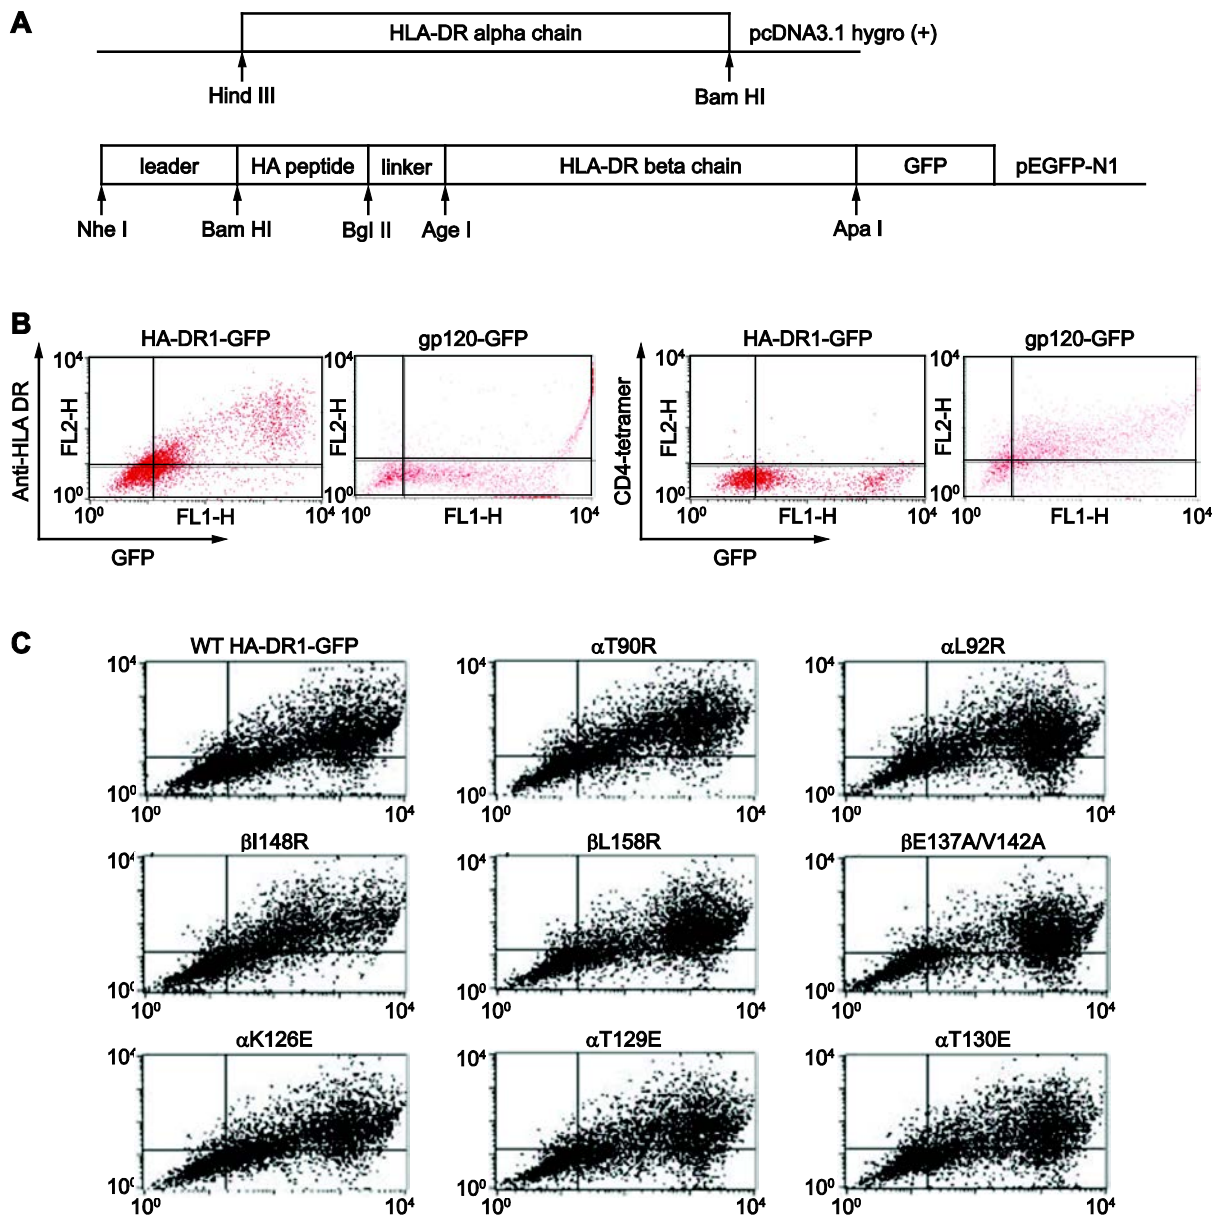 A
HLA-DR alpha chain
pcDNA3.1 hygro (+)
Hind III
Bam HI
leader
HA peptide
linker
HLA-DR beta chain
GFP
pEGFP-N1
Nhe I
Bam HI
Bgl II
Age I
Apa I
B
HA-DR1-GFP
gp120-GFP
HA-DR1-GFP
gp120-GFP
Anti-HLA DR
FL2-H
10⁴
10⁰
10⁰
FL1-H
10⁴
FL2-H
10⁴
10⁰
10⁰
FL1-H
10⁴
GFP
CD4-tetramer
FL2-H
10⁴
10⁰
10⁰
FL1-H
10⁴
FL2-H
10⁴
10⁰
10⁰
FL1-H
10⁴
GFP
C
WT HA-DR1-GFP
10⁴
10⁰
10⁰
10⁴
αT90R
10⁴
10⁰
10⁰
10⁴
αL92R
10⁴
10⁰
10⁰
10⁴
βI148R
10⁴
10⁰
10⁰
10⁴
βL158R
10⁴
10⁰
10⁰
10⁴
βE137A/V142A
10⁴
10⁰
10⁰
10⁴
αK126E
10⁴
10⁰
10⁰
10⁴
αT129E
10⁴
10⁰
10⁰
10⁴
αT130E
10⁴
10⁰
10⁰
10⁴